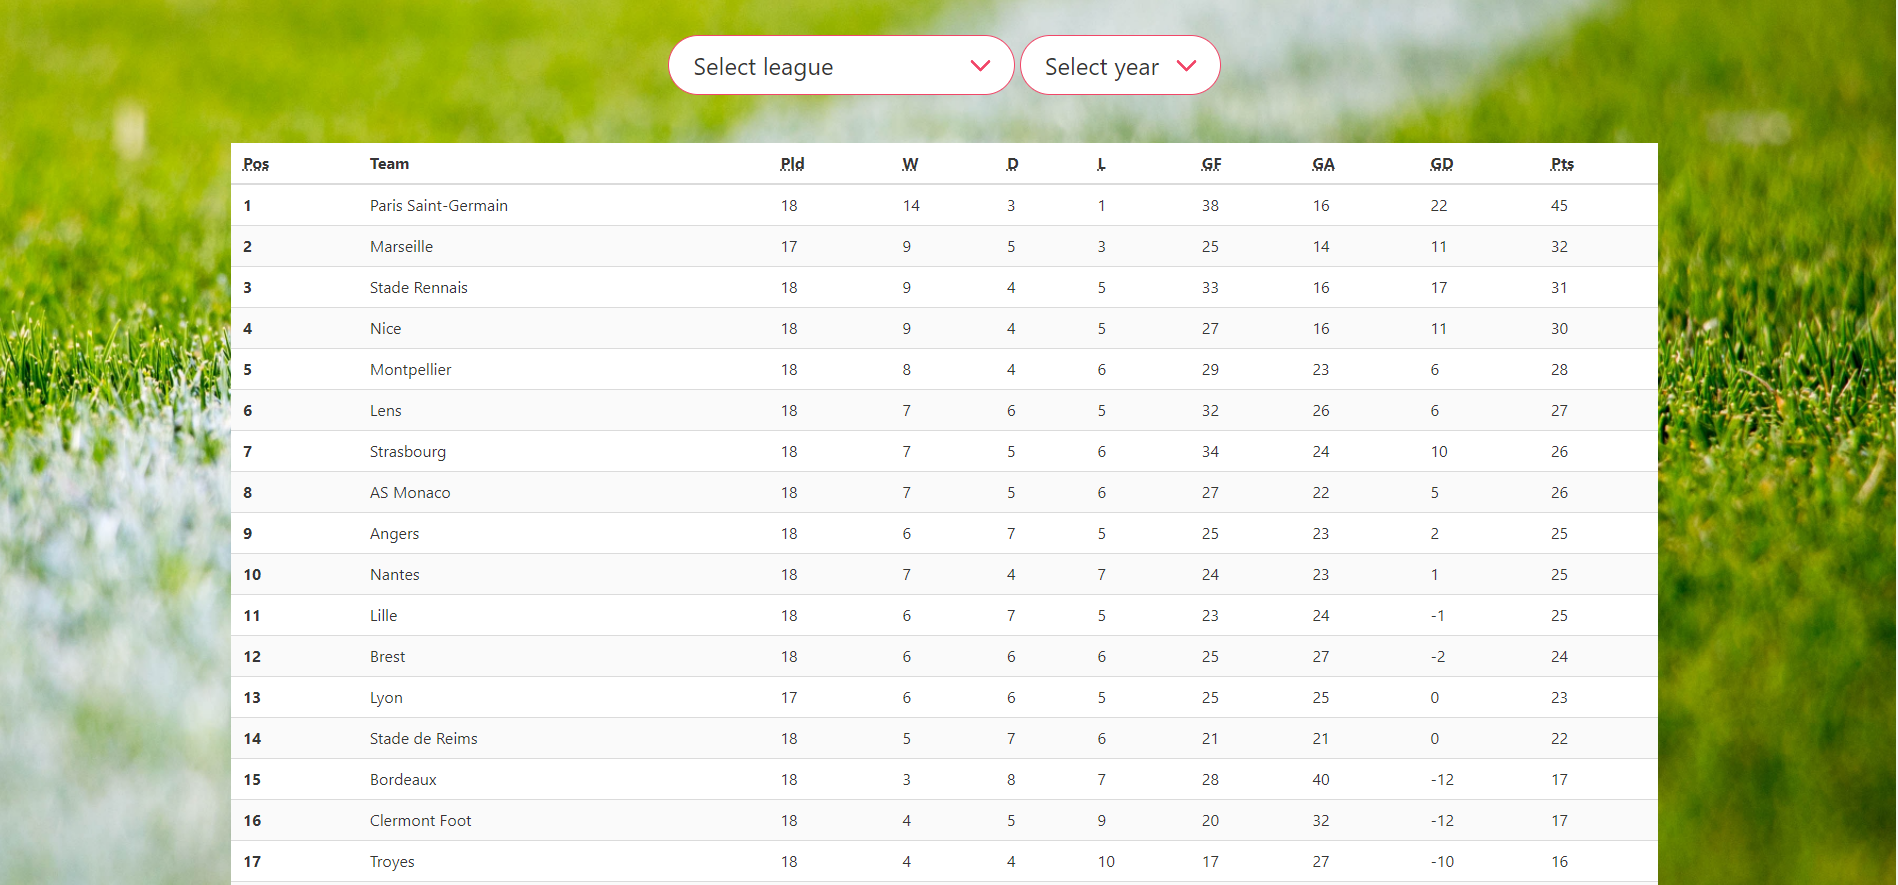 Select league Select year
Pos Team Pld W D L GF GA GD Pts
1 Paris Saint-Germain 18 14 3 1 38 16 22 45
2 Marseille 17 9 5 3 25 14 11 32
3 Stade Rennais 18 9 4 5 33 16 17 31
4 Nice 18 9 4 5 27 16 11 30
5 Montpellier 18 8 4 6 29 23 6 28
6 Lens 18 7 6 5 32 26 6 27
7 Strasbourg 18 7 5 6 34 24 10 26
8 AS Monaco 18 7 5 6 27 22 5 26
9 Angers 18 6 7 5 25 23 2 25
10 Nantes 18 7 4 7 24 23 1 25
11 Lille 18 6 7 5 23 24 -1 25
12 Brest 18 6 6 6 25 27 -2 24
13 Lyon 17 6 6 5 25 25 0 23
14 Stade de Reims 18 5 7 6 21 21 0 22
15 Bordeaux 18 3 8 7 28 40 -12 17
16 Clermont Foot 18 4 5 9 20 32 -12 17
17 Troyes 18 4 4 10 17 27 -10 16